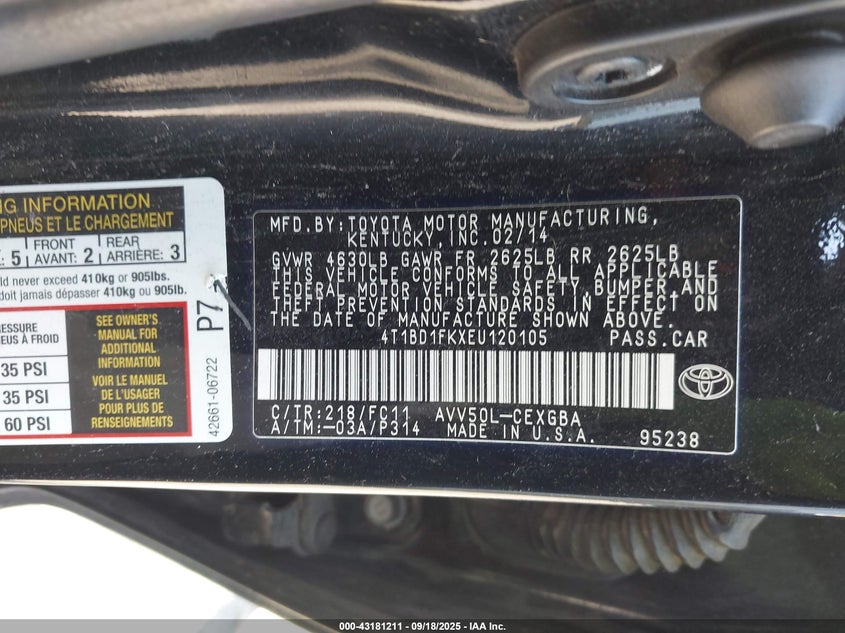 NG INFORMATION
PNEUS ET LE CHARGEMENT
5 FRONT AVANT: 2 REAR ARRIÈRE: 3
ld never exceed 410kg or 905lbs.
doit jamais dépasser 410kg ou 905lb.
PRESSURE
À FROID
35 PSI
35 PSI
60 PSI
SEE OWNER'S
MANUAL FOR
ADDITIONAL
INFORMATION
VOIR LE MANUEL
DE L'USAGER
POUR PLUS DE
RENSEIGNEMENTS
P7
42661-06722
MFD.BY:TOYOTA MOTOR MANUFACTURING,
KENTUCKY, INC.02/14
GVWR 4630LB GAWR FR 2625LB RR 2625LB
THIS VEHICLE CONFORMS TO ALL APPLICABLE
FEDERAL MOTOR VEHICLE SAFETY, BUMPER AND
THEFT PREVENTION STANDARDS IN EFFECT ON
THE DATE OF MANUFACTURE SHOWN ABOVE.
4T1BD1FKXEU120105 PASS.CAR
C/TR:218/FC11 AVV50L-CEXGBA
A/TM:-03A/P314 MADE IN U.S.A. 95238
000-43181211 - 09/18/2025 - IAA Inc.